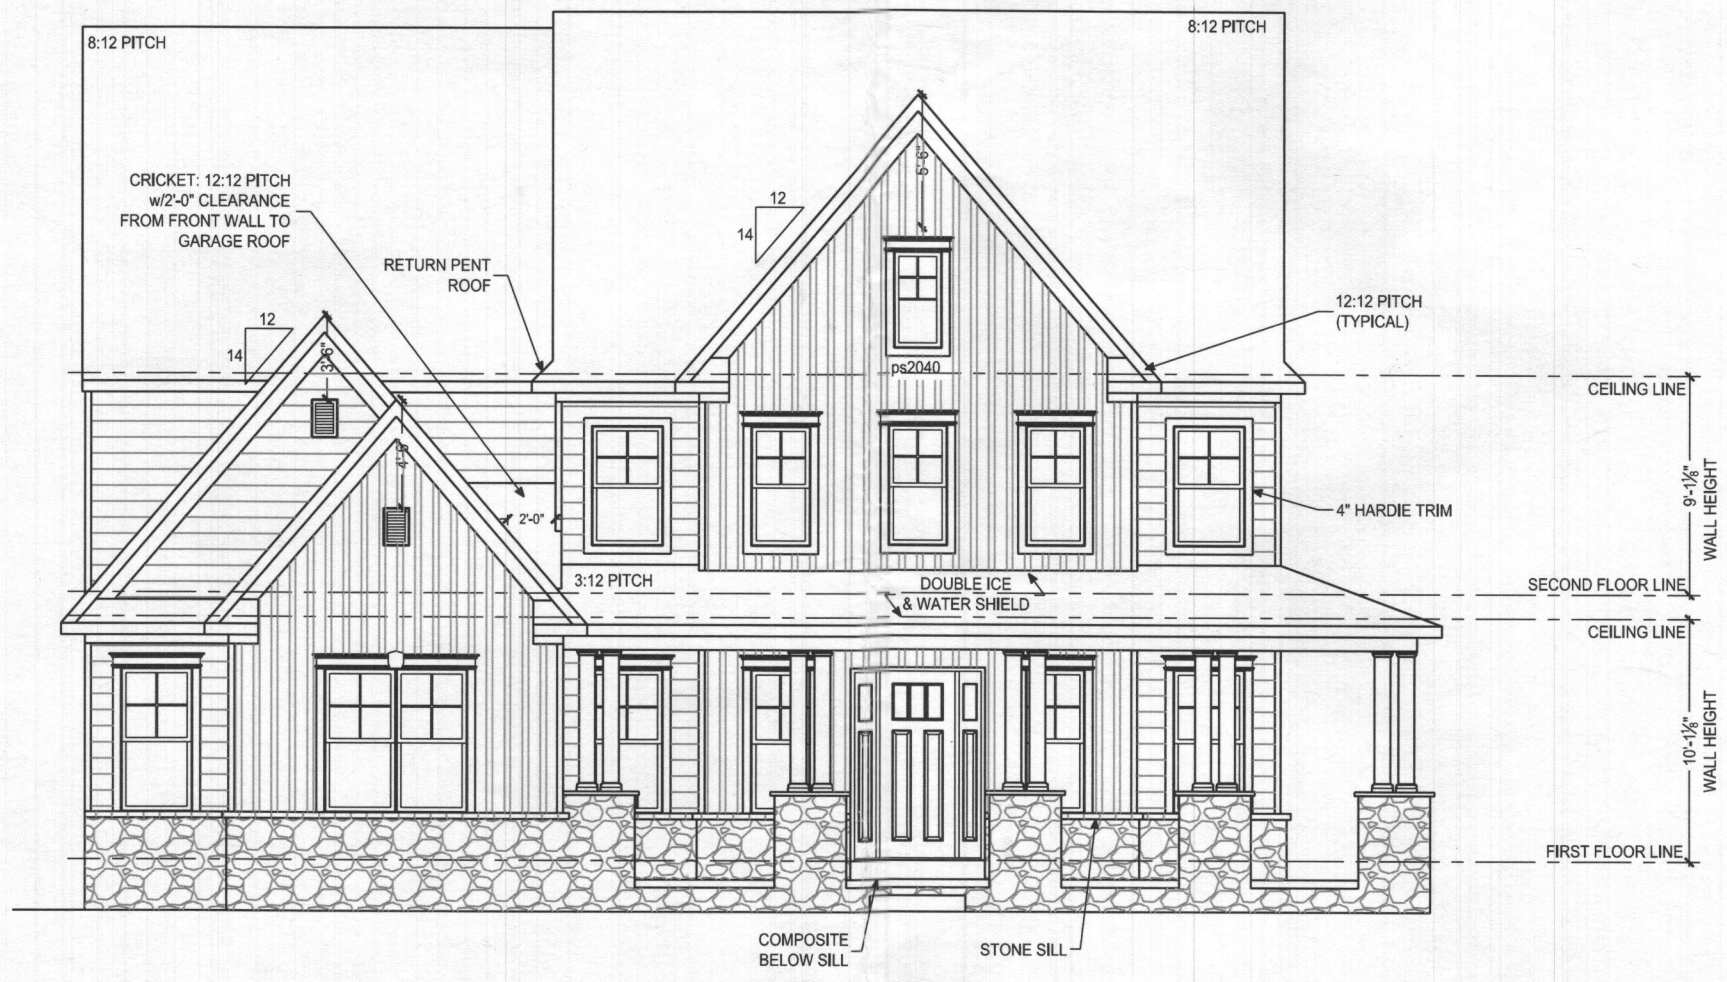 8:12 PITCH
8:12 PITCH
CRICKET: 12:12 PITCH
w/2'-0" CLEARANCE
FROM FRONT WALL TO
GARAGE ROOF
RETURN PENT
ROOF
12
14
5'-6"
12:12 PITCH
(TYPICAL)
12
14
3'-6"
ps2040
CEILING LINE
4'-6"
2'-0"
4" HARDIE TRIM
9'-1⅛"
WALL HEIGHT
3:12 PITCH
DOUBLE ICE
& WATER SHIELD
SECOND FLOOR LINE
CEILING LINE
10'-1⅛"
WALL HEIGHT
FIRST FLOOR LINE
COMPOSITE
BELOW SILL
STONE SILL